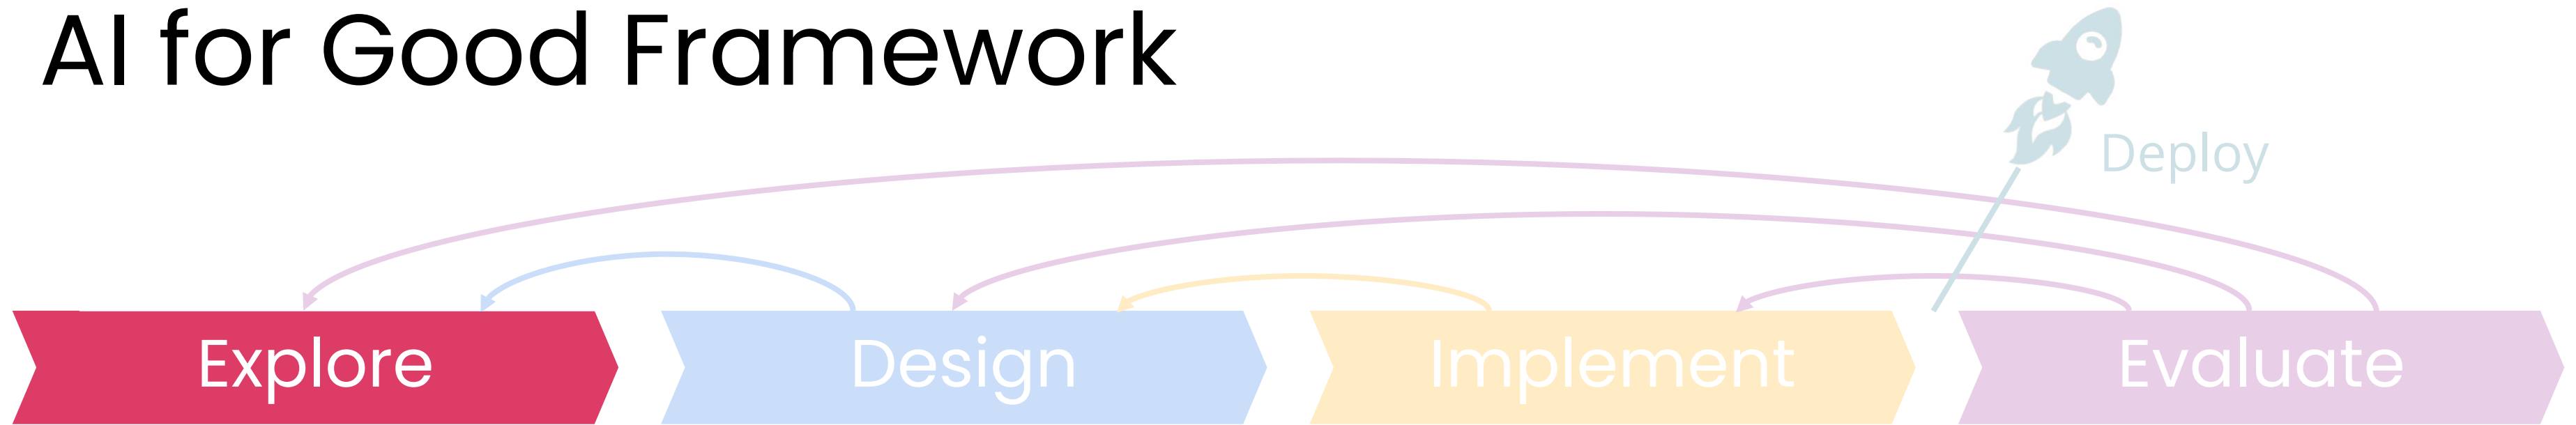 AI for Good Framework
Deploy
Explore
Design
Implement
Evaluate